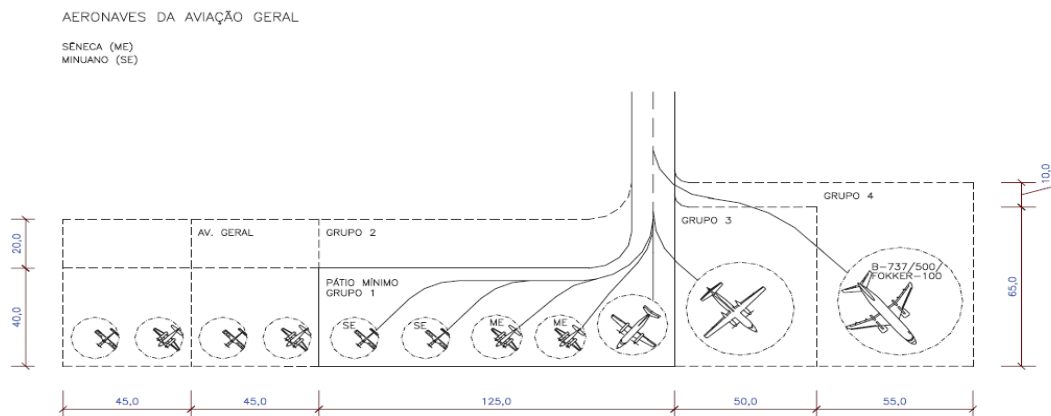 AERONAVES DA AVIAÇÃO GERAL
SÊNECA (ME)
MINUANO (SE)
10,0
GRUPO 4
GRUPO 3
AV. GERAL
GRUPO 2
20,0
B-737/500/
FOKKER-100
PÁTIO MÍNIMO
GRUPO 1
65,0
40,0
SE
SE
ME
ME
45,0
45,0
125,0
50,0
55,0